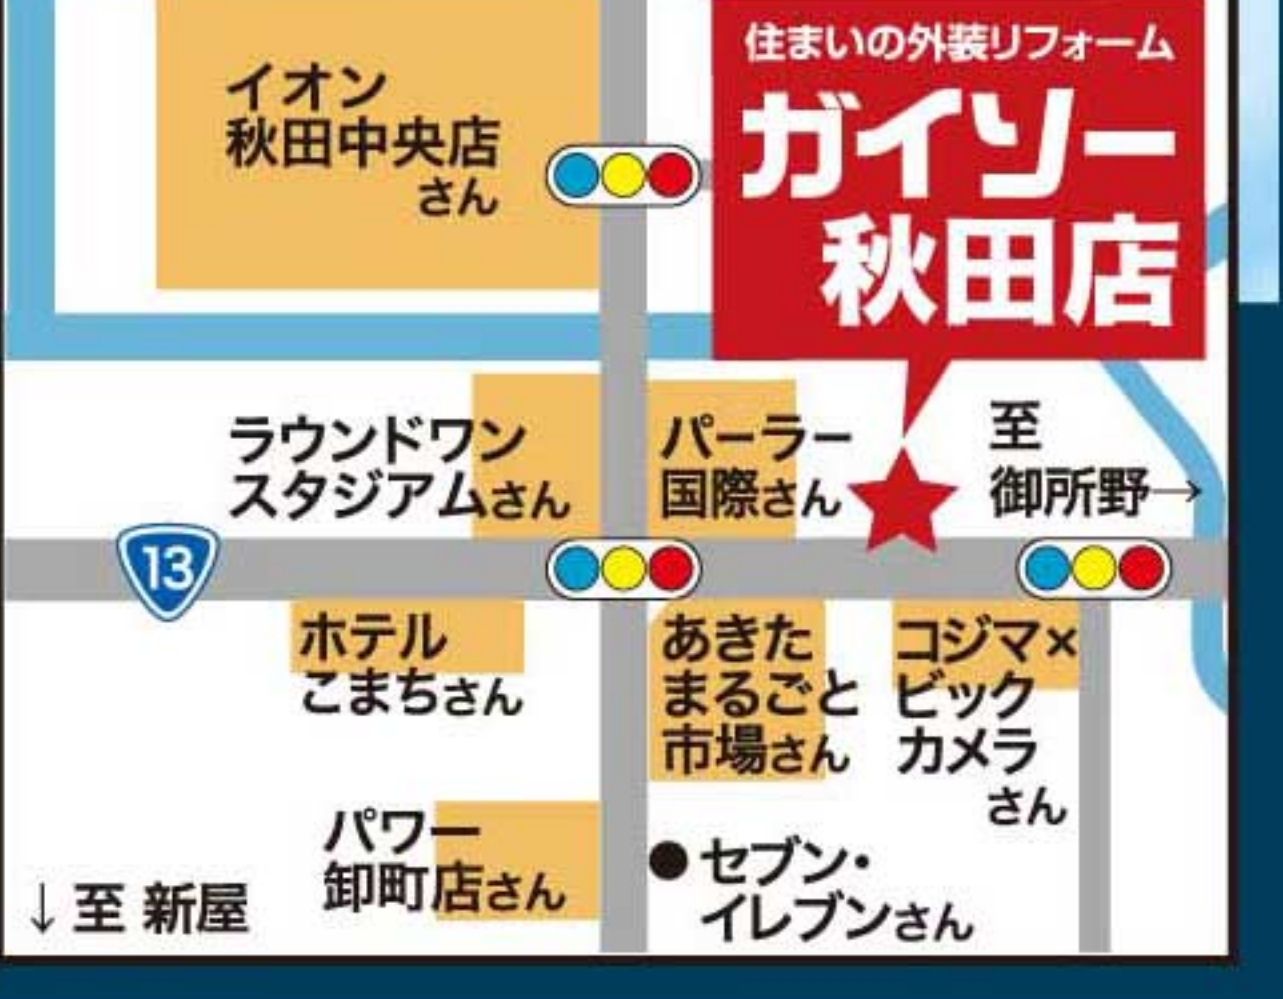 住まいの外装リフォーム
ガイソー
秋田店
イオン
秋田中央店
さん
ラウンドワン
スタジアムさん
パーラー
国際さん
至
御所野→
13
ホテル
こまちさん
あきた
まるごと
市場さん
コジマ×
ビック
カメラ
さん
パワー
卸町店さん
●セブン・
イレブンさん
↓至 新屋